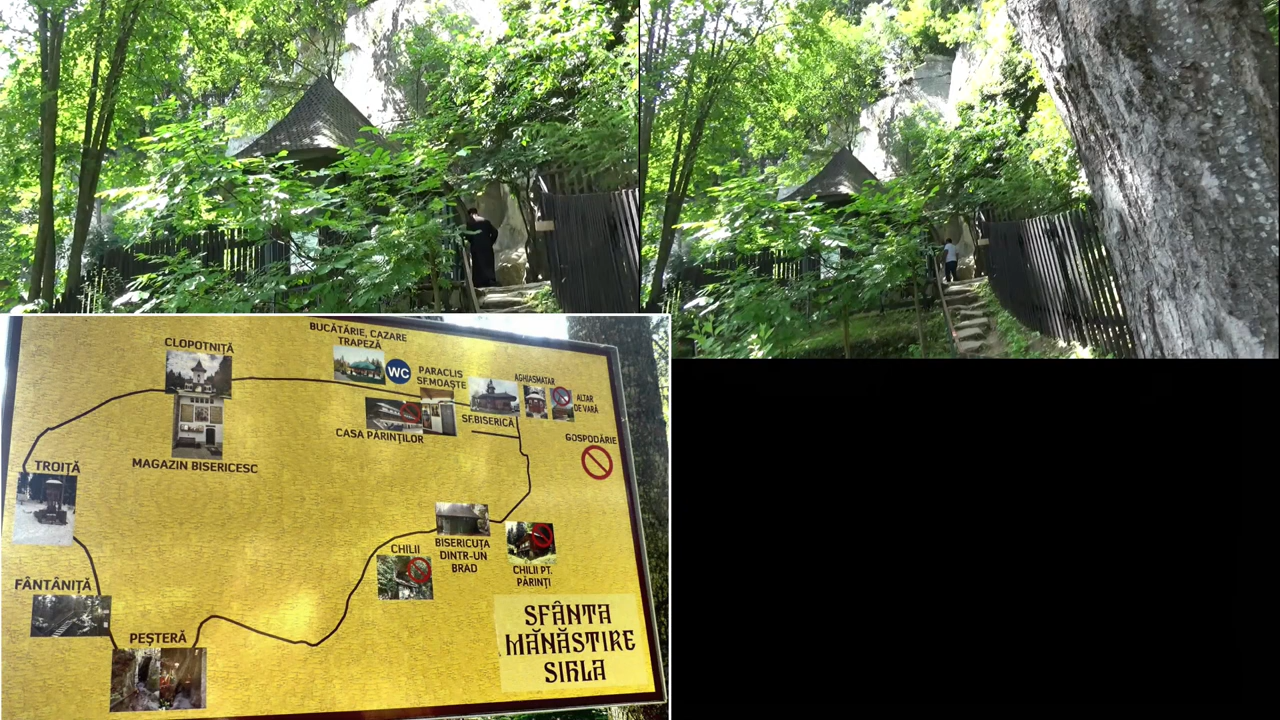 BUCĂTĂRIE, CAZARE
TRAPEZĂ
CLOPOTNIȚĂ
WC
PARACLIS
SF.MOAȘTE
AGHIASMATAR
ALTAR
DE VARĂ
SF.BISERICĂ
CASA PĂRINȚILOR
GOSPODĂRIE
MAGAZIN BISERICESC
TROIȚĂ
BISERICUȚA
DINTR-UN
BRAD
CHILII
CHILII PT.
PĂRINȚI
FÂNTÂNIȚĂ
PEȘTERĂ
SFÂNTA
MĂNĂSTIRE
SIHLA